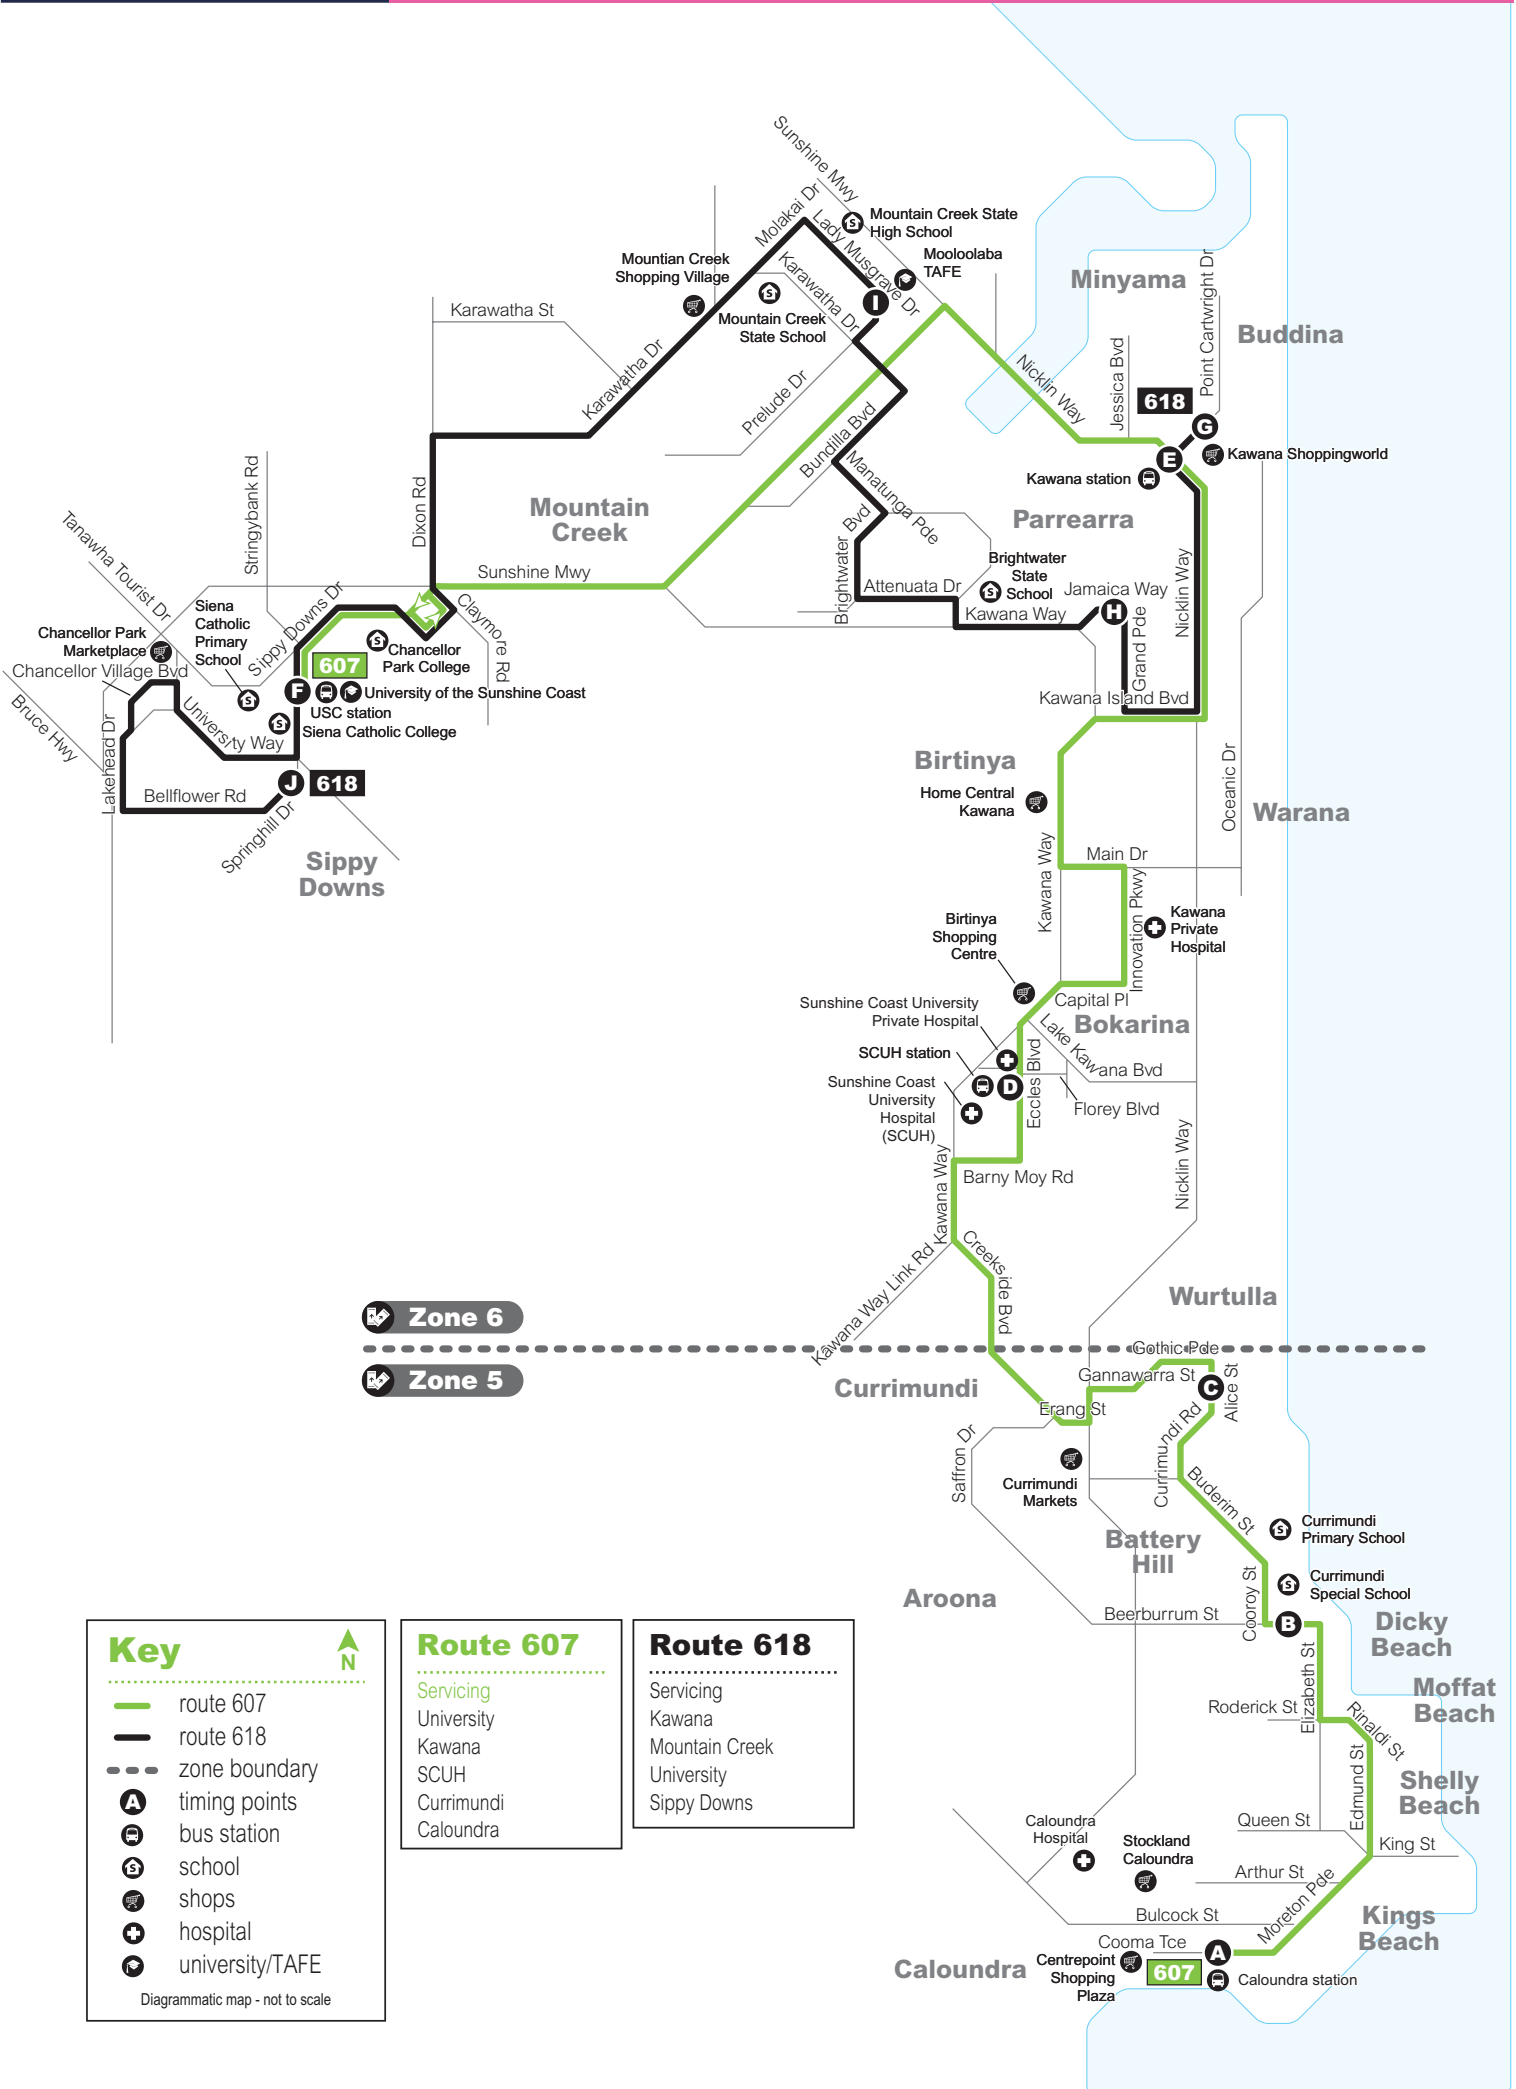 Sunshine Mwy
Molakai Dr
Lady Musgrave Dr
Mountain Creek State
High School
Mooloolaba
TAFE
Mountian Creek
Shopping Village
Karawatha Dr
I
Mountain Creek
State School
Karawatha St
Karawatha Dr
Prelude Dr
Bundilla Bvd
Minyama
Point Cartwright Dr
Buddina
Nicklin Way
Jessica Bvd
618
G
E
Kawana Shoppingworld
Kawana station
Manatunga Pde
Parrearra
Mountain
Creek
Dixon Rd
Stringybank Rd
Tanawha Tourist Dr
Sunshine Mwy
Brightwater Bvd
Attenuata Dr
Brightwater
State
School
Jamaica Way
H
Kawana Way
Grand Pde
Nicklin Way
Kawana Island Bvd
Claymore Rd
Sippy Downs Dr
Siena
Catholic
Primary
School
Chancellor Park
Marketplace
Chancellor Village Bvd
Chancellor
Park College
607
F
University of the Sunshine Coast
USC station
Siena Catholic College
University Way
Bruce Hwy
Lakehead Dr
Bellflower Rd
J
618
Springhill Dr
Sippy
Downs
Birtinya
Home Central
Kawana
Oceanic Dr
Warana
Kawana Way
Main Dr
Innovation Pkwy
Kawana
Private
Hospital
Birtinya
Shopping
Centre
Capital Pl
Bokarina
Sunshine Coast University
Private Hospital
Lake Kawana Bvd
SCUH station
D
Eccles Blvd
Sunshine Coast
University
Hospital
(SCUH)
Florey Blvd
Nicklin Way
Kawana Way
Barny Moy Rd
Creekside Bvd
Kawana Way Link Rd
Wurtulla
Zone 6
Zone 5
Gothic Pde
Gannawarra St
C
Alice St
Currimundi
Erang St
Currimundi Rd
Saffron Dr
Currimundi
Markets
Buderim St
Currimundi
Primary School
Battery
Hill
Currimundi
Special School
Aroona
Cooroy St
Beerburrum St
B
Dicky
Beach
Elizabeth St
Moffat
Beach
Roderick St
Rinaldi St
Edmund St
Shelly
Beach
Queen St
King St
Caloundra
Hospital
Stockland
Caloundra
Arthur St
Moreton Pde
Bulcock St
Kings
Beach
Cooma Tce
A
Caloundra
Centrepoint
Shopping
Plaza
607
Caloundra station
Key
N
route 607
route 618
zone boundary
A
timing points
bus station
school
shops
hospital
university/TAFE
Diagrammatic map - not to scale
Route 607
Servicing
University
Kawana
SCUH
Currimundi
Caloundra
Route 618
Servicing
Kawana
Mountain Creek
University
Sippy Downs